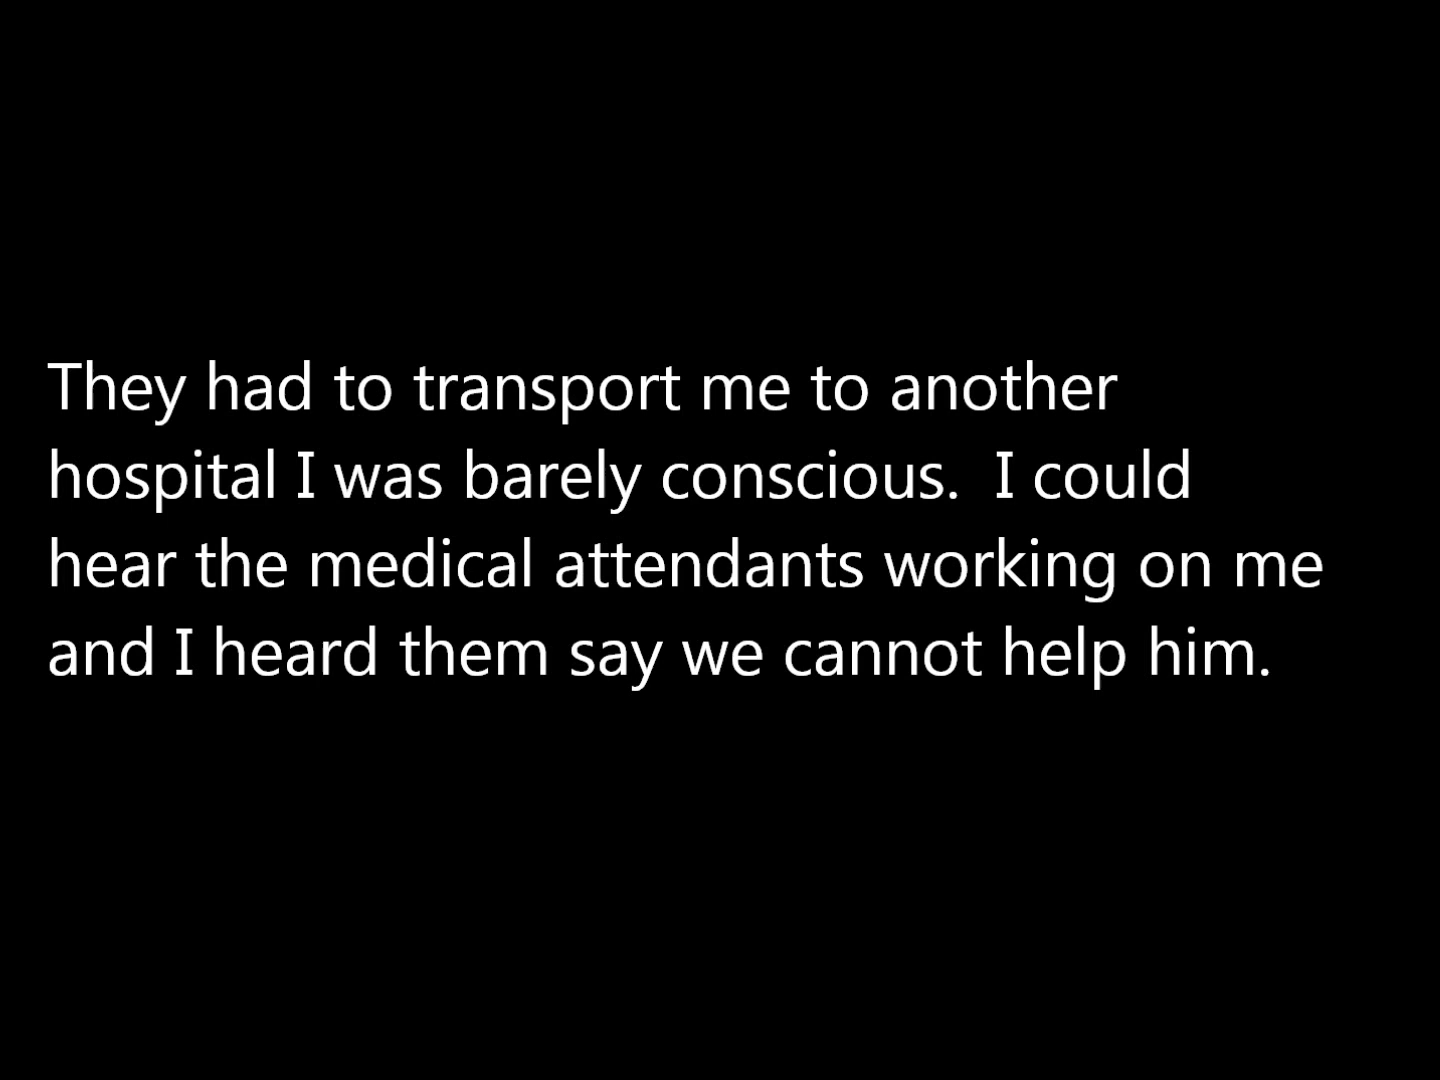 They had to transport me to another
hospital I was barely conscious.  I could
hear the medical attendants working on me
and I heard them say we cannot help him.